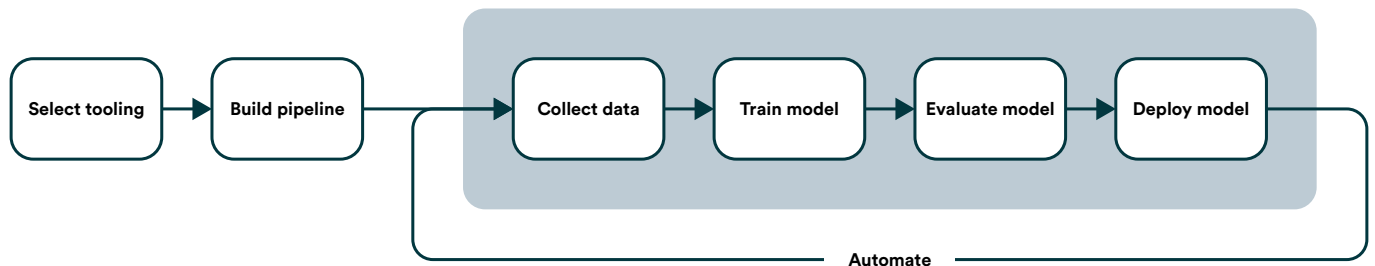 Select tooling
Build pipeline
Collect data
Train model
Evaluate model
Deploy model
Automate